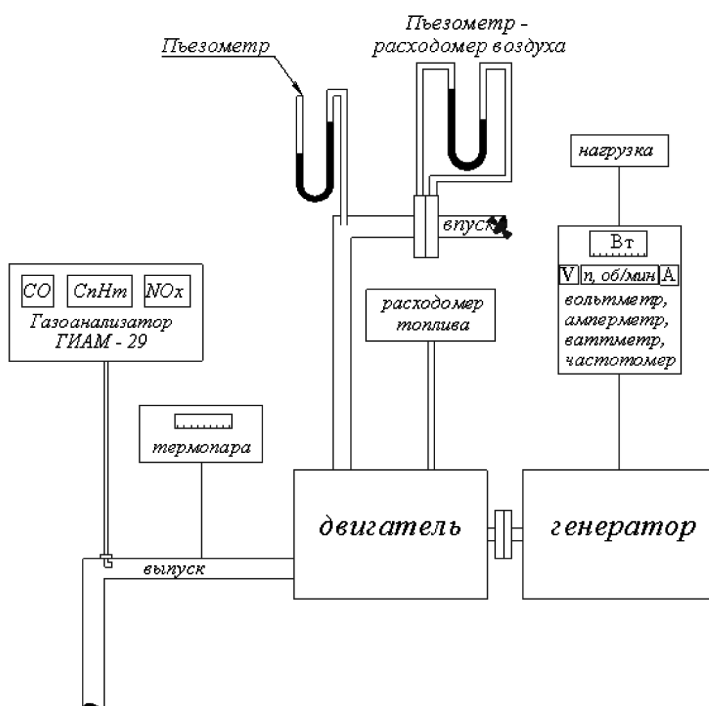 Пьезометр
Пьезометр -
расходомер воздуха
нагрузка
впуск
Вт
V n, об/мин A
вольтметр,
амперметр,
ваттметр,
частотомер
CO CnHm NOx
Газоанализатор
ГИАМ - 29
расходомер
топлива
термопара
двигатель
генератор
выпуск